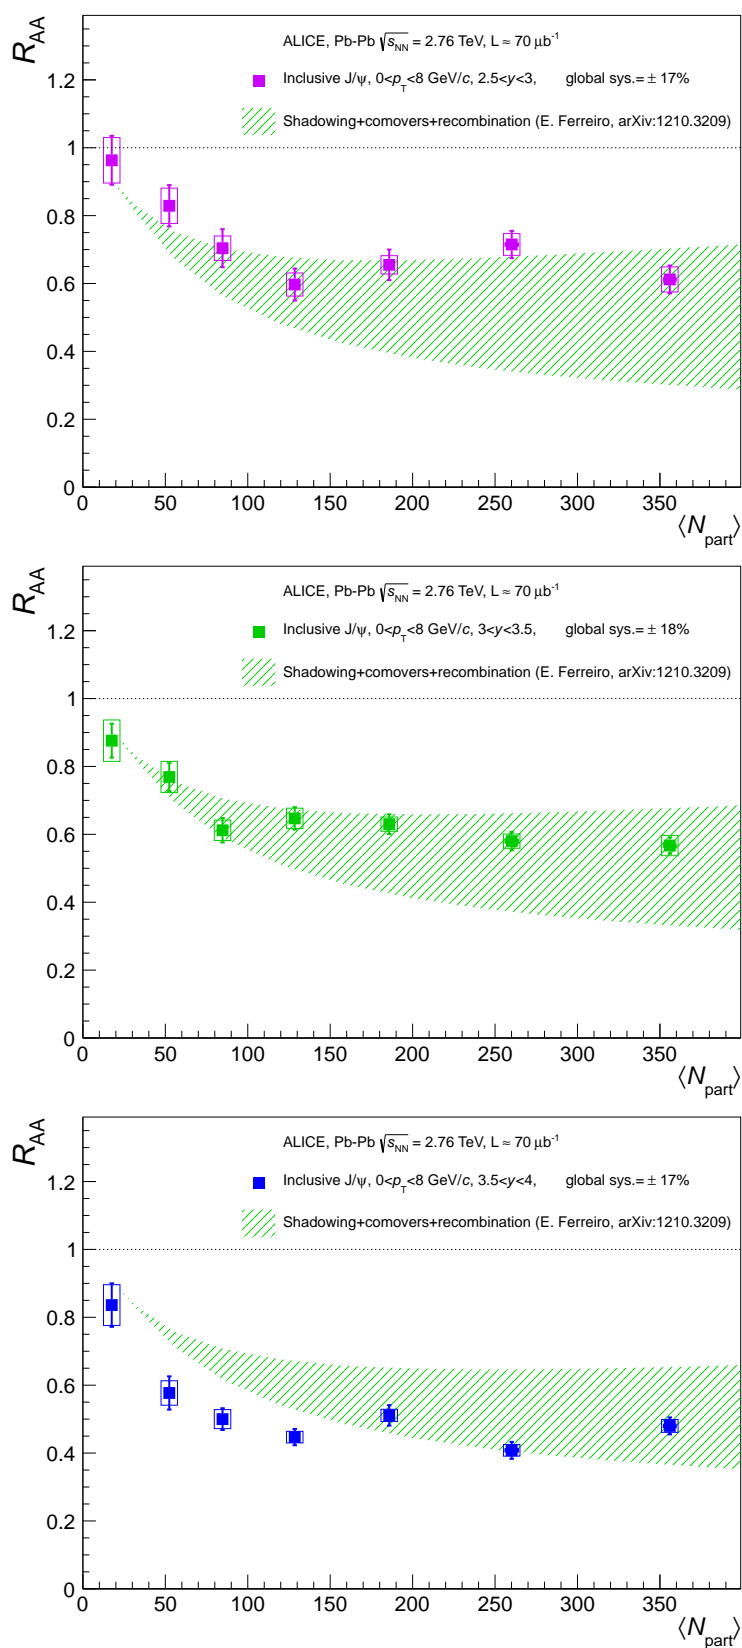 R_AA
ALICE, Pb-Pb √s_NN = 2.76 TeV, L ≈ 70 μb⁻¹
Inclusive J/ψ, 0<p_T<8 GeV/c, 2.5<y<3, global sys.= ± 17%
Shadowing+comovers+recombination (E. Ferreiro, arXiv:1210.3209)
1.2
1
0.8
0.6
0.4
0.2
0
0 50 100 150 200 250 300 350
⟨N_part⟩
R_AA
ALICE, Pb-Pb √s_NN = 2.76 TeV, L ≈ 70 μb⁻¹
Inclusive J/ψ, 0<p_T<8 GeV/c, 3<y<3.5, global sys.= ± 18%
Shadowing+comovers+recombination (E. Ferreiro, arXiv:1210.3209)
1.2
1
0.8
0.6
0.4
0.2
0
0 50 100 150 200 250 300 350
⟨N_part⟩
R_AA
ALICE, Pb-Pb √s_NN = 2.76 TeV, L ≈ 70 μb⁻¹
Inclusive J/ψ, 0<p_T<8 GeV/c, 3.5<y<4, global sys.= ± 17%
Shadowing+comovers+recombination (E. Ferreiro, arXiv:1210.3209)
1.2
1
0.8
0.6
0.4
0.2
0
0 50 100 150 200 250 300 350
⟨N_part⟩